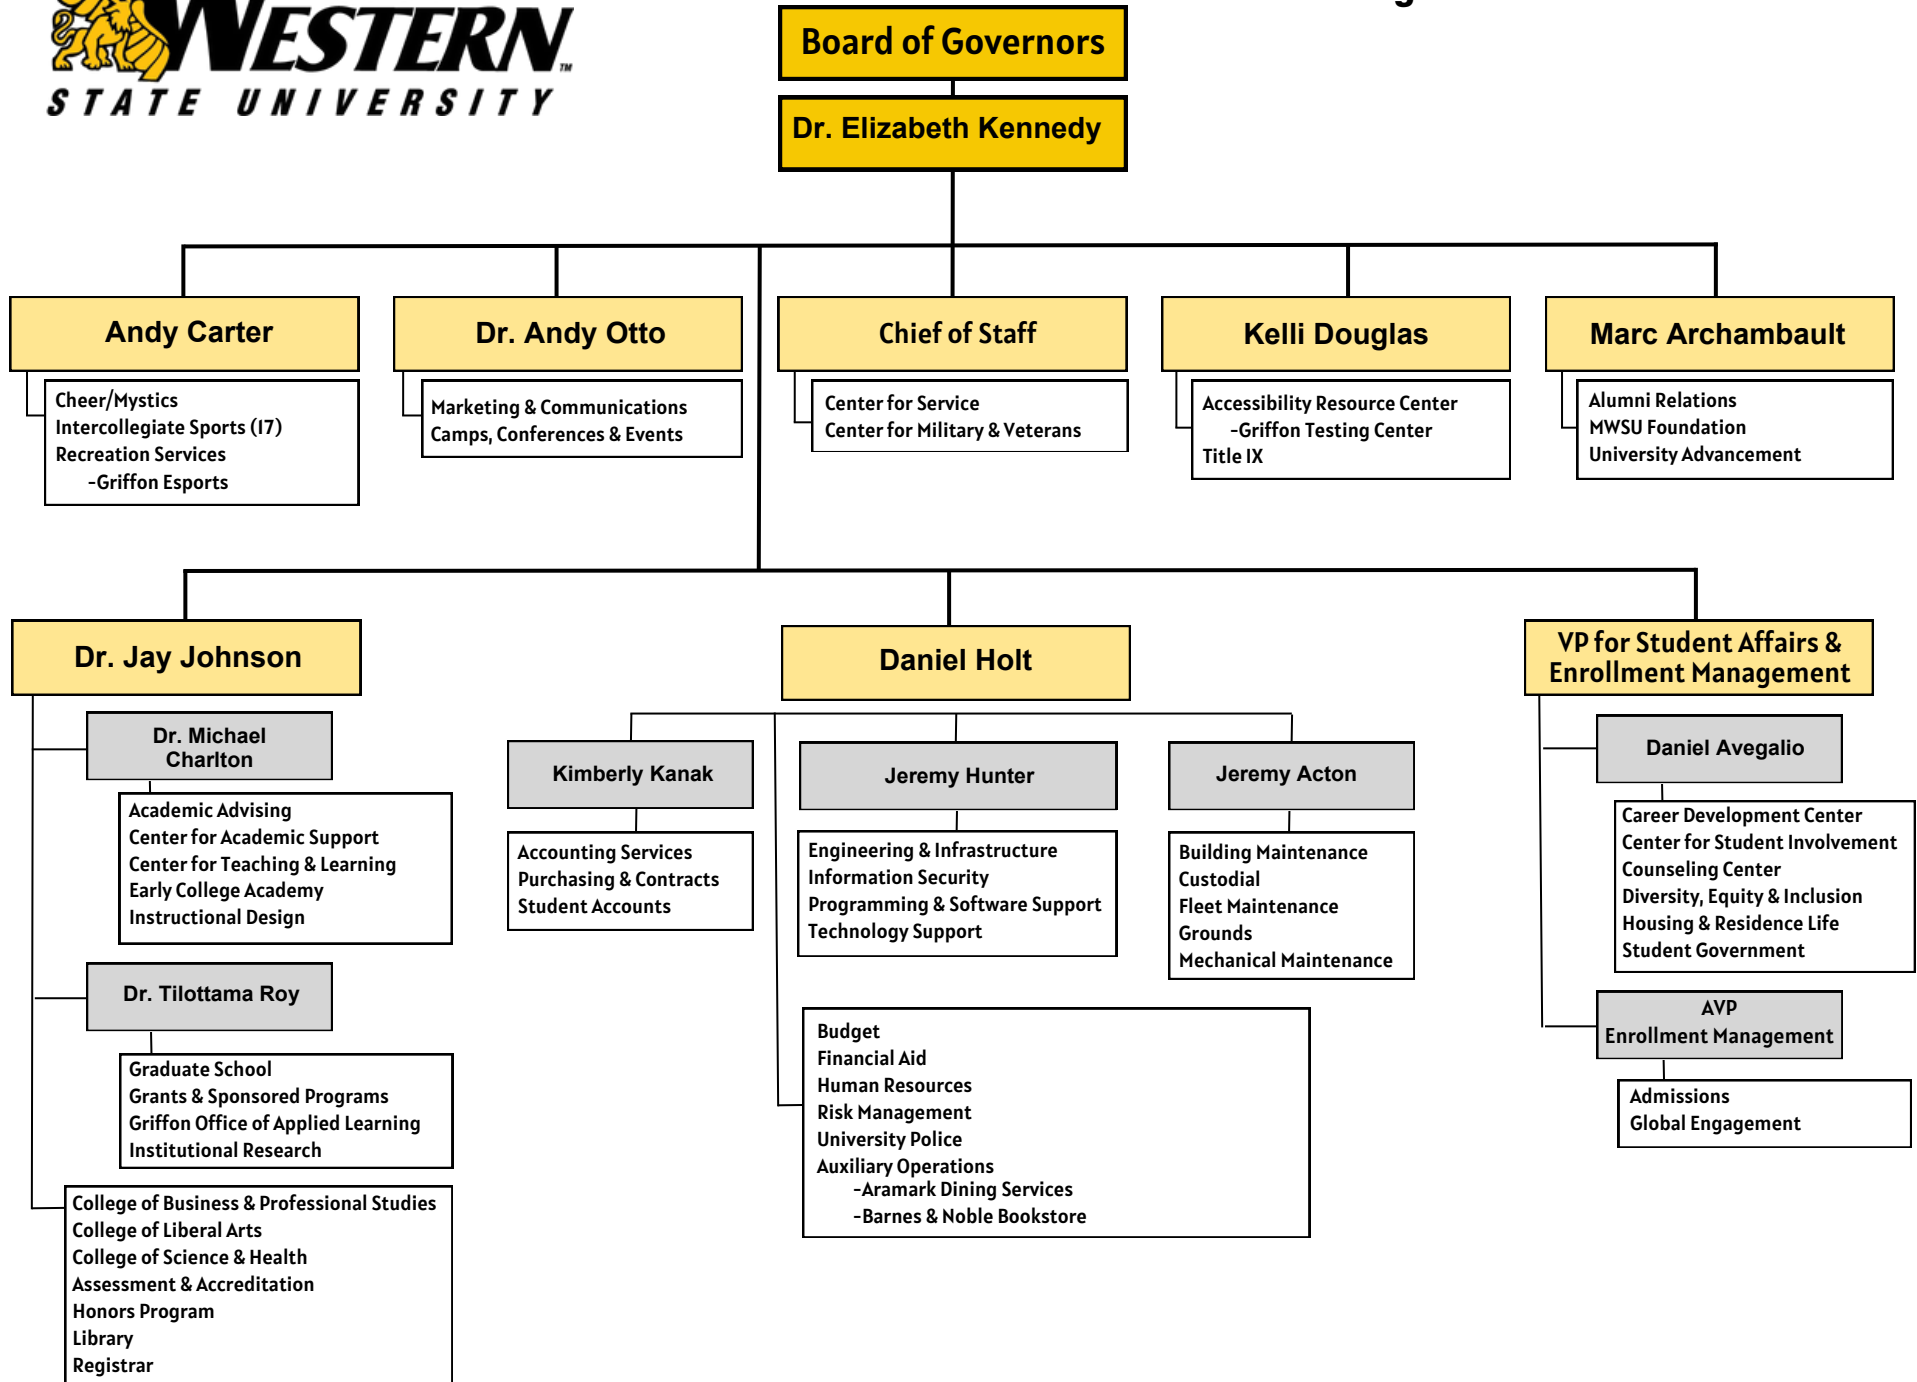 WESTERN™
STATE UNIVERSITY
Board of Governors
Dr. Elizabeth Kennedy
Andy Carter
Cheer/Mystics
Intercollegiate Sports (17)
Recreation Services
-Griffon Esports
Dr. Andy Otto
Marketing & Communications
Camps, Conferences & Events
Chief of Staff
Center for Service
Center for Military & Veterans
Kelli Douglas
Accessibility Resource Center
-Griffon Testing Center
Title IX
Marc Archambault
Alumni Relations
MWSU Foundation
University Advancement
Dr. Jay Johnson
Dr. Michael
Charlton
Academic Advising
Center for Academic Support
Center for Teaching & Learning
Early College Academy
Instructional Design
Dr. Tilottama Roy
Graduate School
Grants & Sponsored Programs
Griffon Office of Applied Learning
Institutional Research
College of Business & Professional Studies
College of Liberal Arts
College of Science & Health
Assessment & Accreditation
Honors Program
Library
Registrar
Daniel Holt
Kimberly Kanak
Accounting Services
Purchasing & Contracts
Student Accounts
Jeremy Hunter
Engineering & Infrastructure
Information Security
Programming & Software Support
Technology Support
Jeremy Acton
Building Maintenance
Custodial
Fleet Maintenance
Grounds
Mechanical Maintenance
Budget
Financial Aid
Human Resources
Risk Management
University Police
Auxiliary Operations
-Aramark Dining Services
-Barnes & Noble Bookstore
VP for Student Affairs &
Enrollment Management
Daniel Avegalio
Career Development Center
Center for Student Involvement
Counseling Center
Diversity, Equity & Inclusion
Housing & Residence Life
Student Government
AVP
Enrollment Management
Admissions
Global Engagement